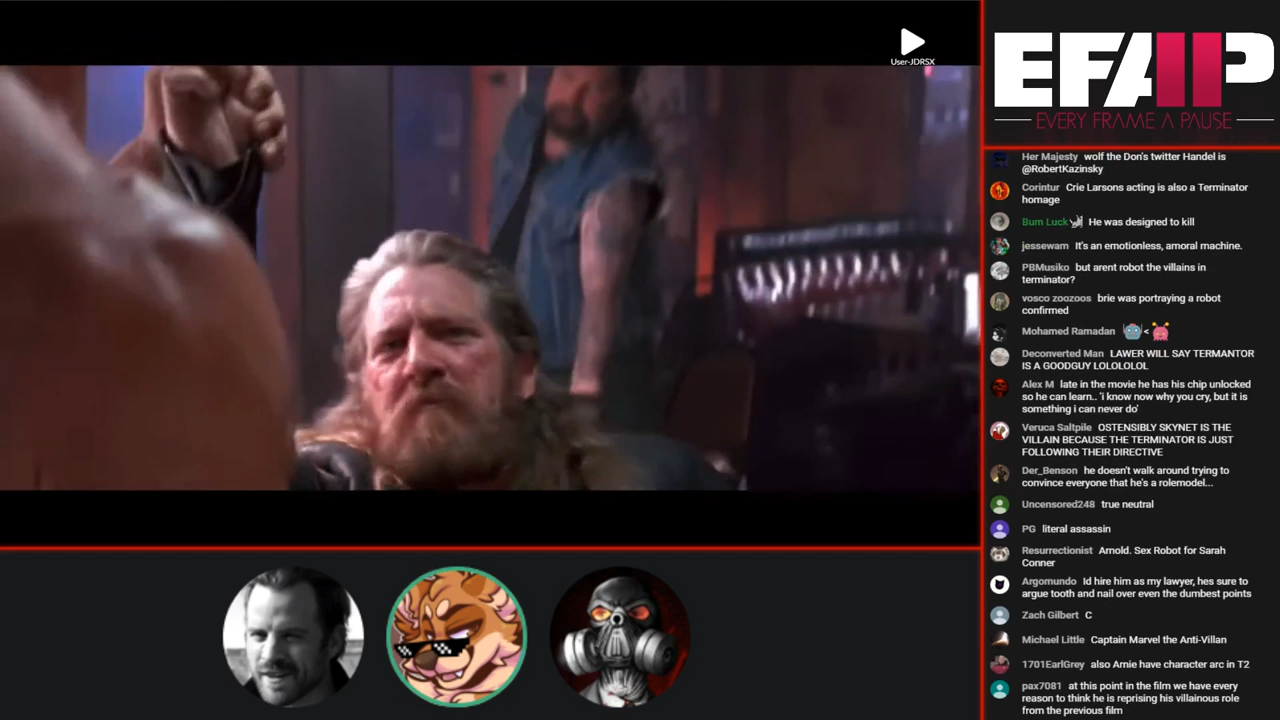 User-JDRSX
EFAP
EVERY FRAME A PAUSE
Her Majesty wolf the Don's twitter Handel is
@RobertKazinsky
Corintur Crie Larsons acting is also a Terminator
homage
Bum Luck He was designed to kill
jessewam It's an emotionless, amoral machine.
PBMusiko but arent robot the villains in
terminator?
vosco zoozoos brie was portraying a robot
confirmed
Mohamed Ramadan <
Deconverted Man LAWER WILL SAY TERMANTOR
IS A GOODGUY LOLOLOLOL
Alex M late in the movie he has his chip unlocked
so he can learn.. 'i know now why you cry, but it is
something i can never do'
Veruca Saltpile OSTENSIBLY SKYNET IS THE
VILLAIN BECAUSE THE TERMINATOR IS JUST
FOLLOWING THEIR DIRECTIVE
Der_Benson he doesn't walk around trying to
convince everyone that he's a rolemodel...
Uncensored248 true neutral
PG literal assassin
Resurrectionist Arnold. Sex Robot for Sarah
Conner
Argomundo Id hire him as my lawyer, hes sure to
argue tooth and nail over even the dumbest points
Zach Gilbert C
Michael Little Captain Marvel the Anti-Villan
1701EarlGrey also Arnie have character arc in T2
pax7081 at this point in the film we have every
reason to think he is reprising his villainous role
from the previous film